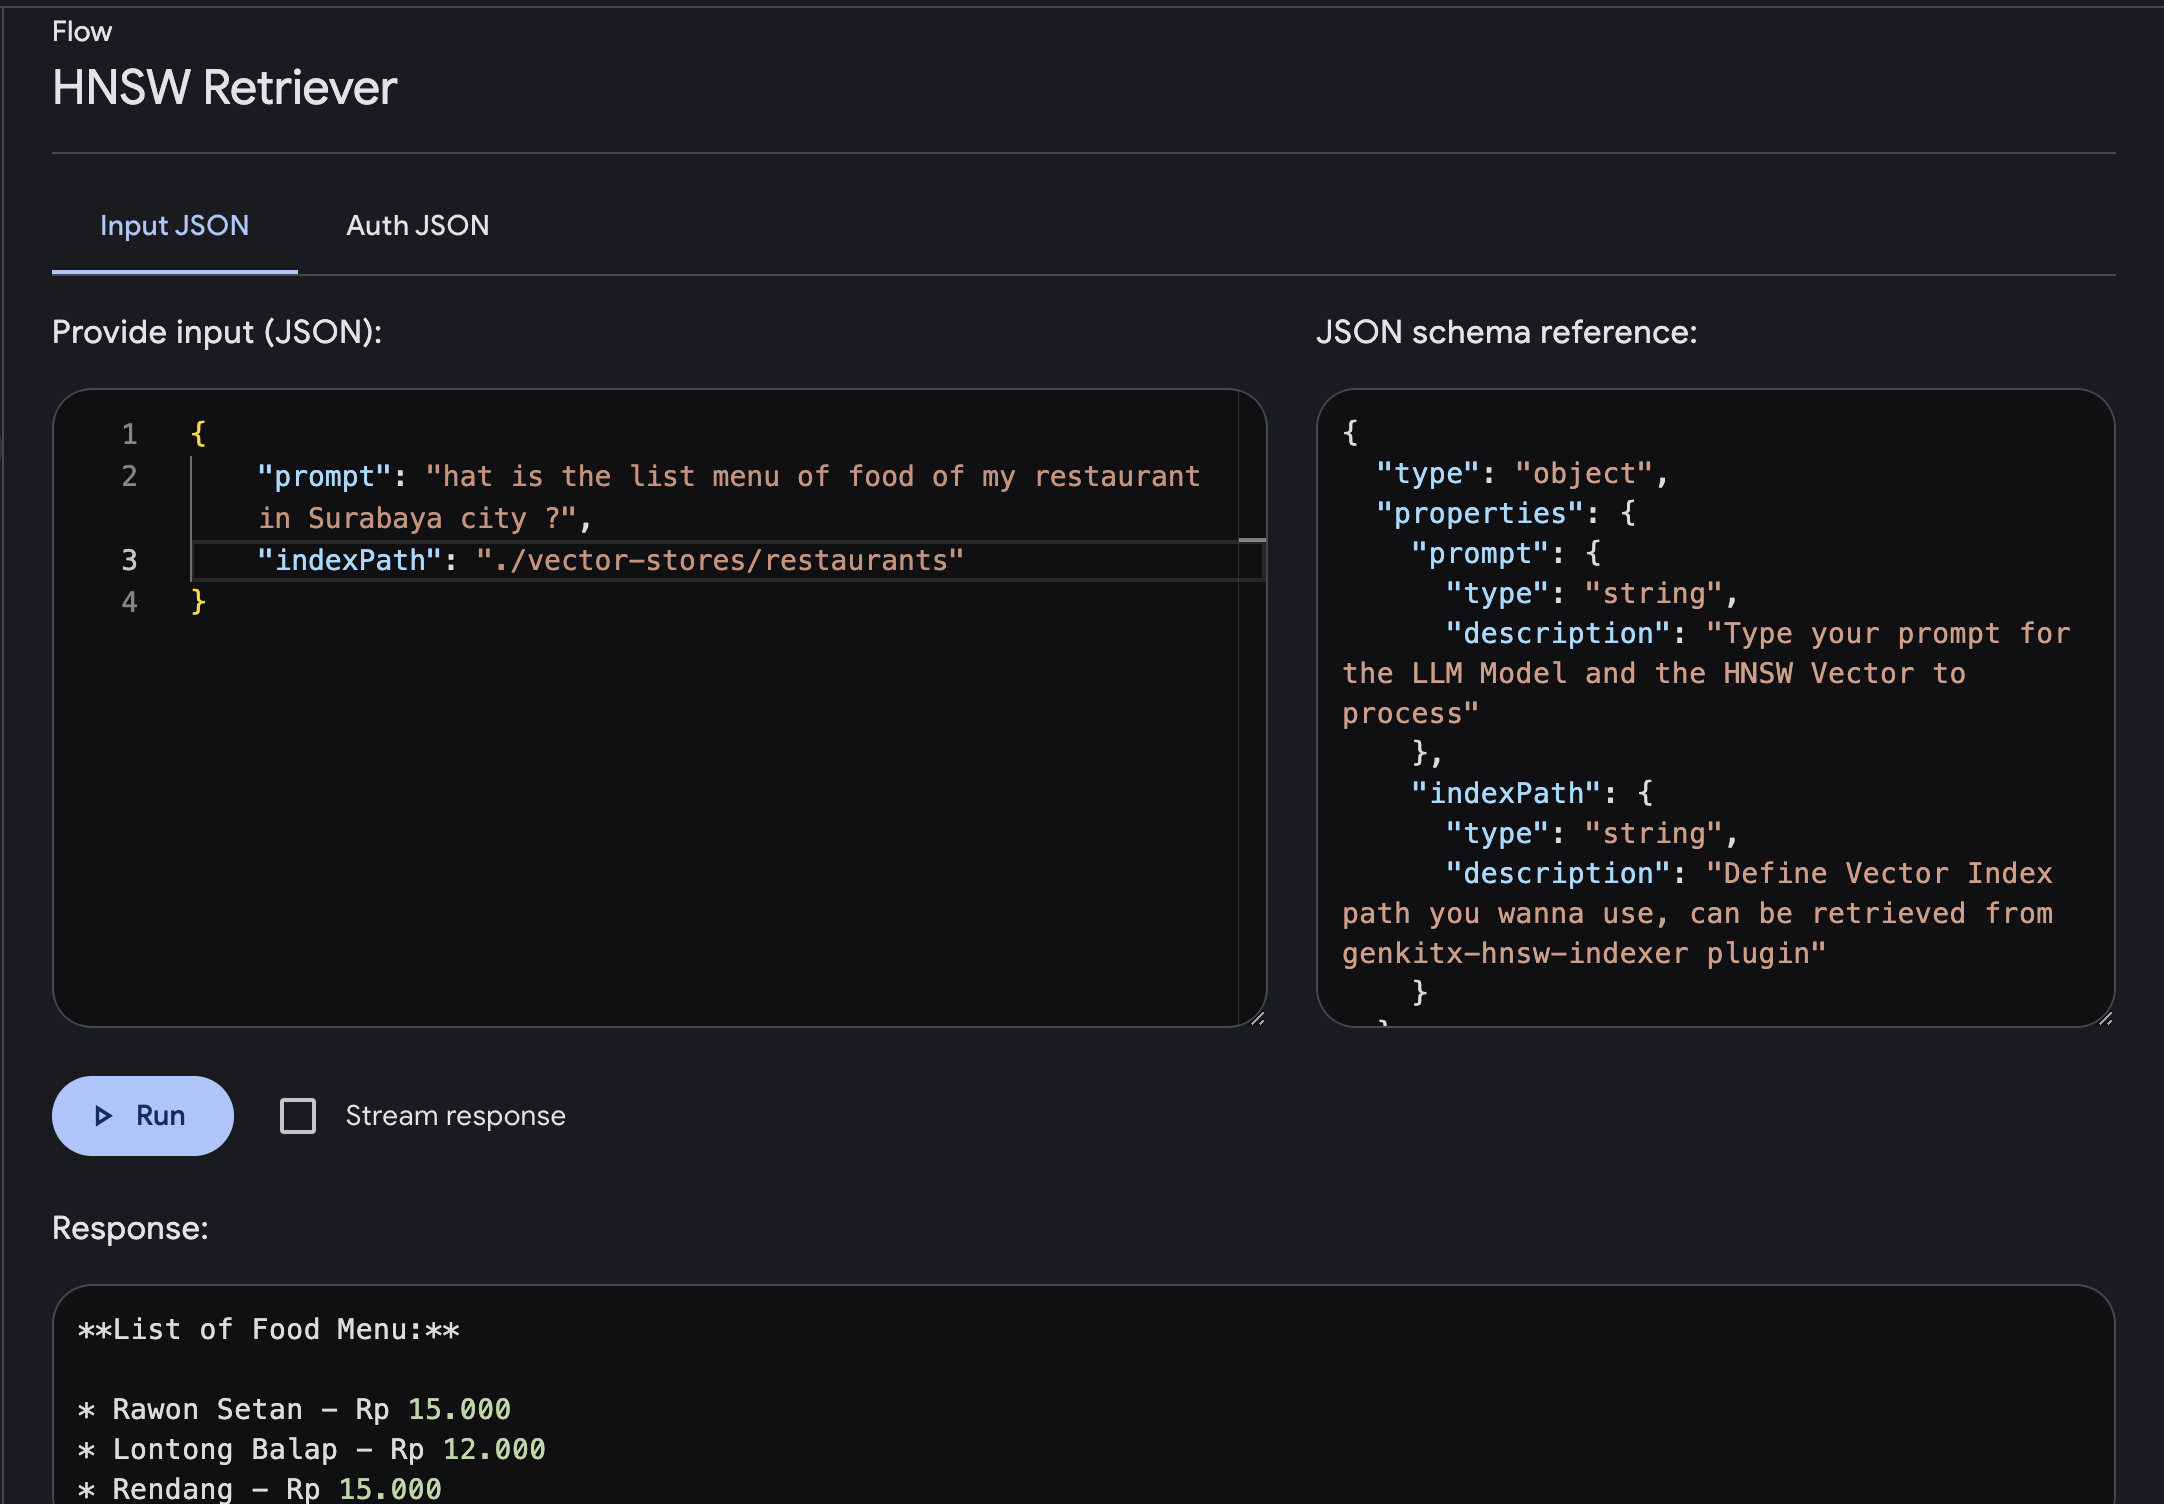 Flow
HNSW Retriever
Input JSON
Auth JSON
Provide input (JSON):
1 {
2 "prompt": "hat is the list menu of food of my restaurant
in Surabaya city ?",
3 "indexPath": "./vector-stores/restaurants"
4 }
JSON schema reference:
{
"type": "object",
"properties": {
"prompt": {
"type": "string",
"description": "Type your prompt for
the LLM Model and the HNSW Vector to
process"
},
"indexPath": {
"type": "string",
"description": "Define Vector Index
path you wanna use, can be retrieved from
genkitx-hnsw-indexer plugin"
}
}
Run
Stream response
Response:
**List of Food Menu:**
* Rawon Setan – Rp 15.000
* Lontong Balap – Rp 12.000
* Rendang – Rp 15.000